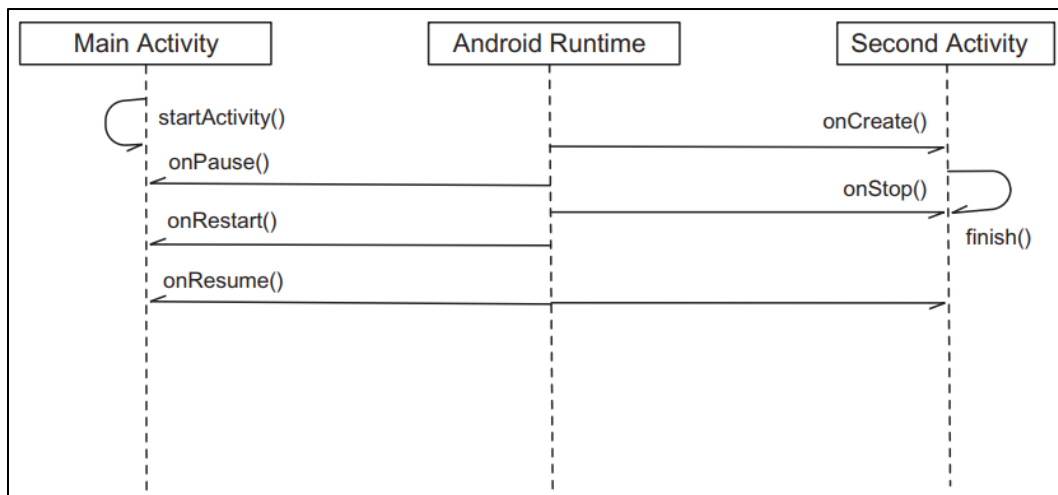 Main Activity
Android Runtime
Second Activity
startActivity()
onCreate()
onPause()
onStop()
onRestart()
finish()
onResume()